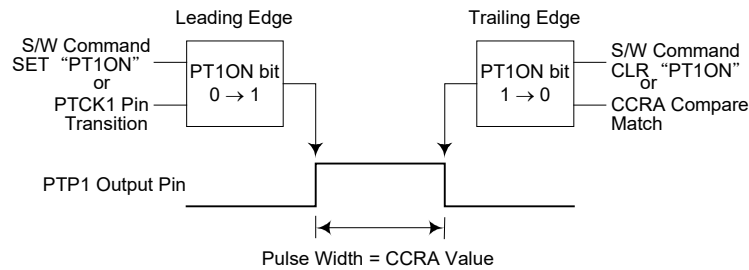 Leading Edge
Trailing Edge
S/W Command
SET “PT1ON”
or
PTCK1 Pin
Transition
PT1ON bit
0 → 1
PT1ON bit
1 → 0
S/W Command
CLR “PT1ON”
or
CCRA Compare
Match
PTP1 Output Pin
Pulse Width = CCRA Value